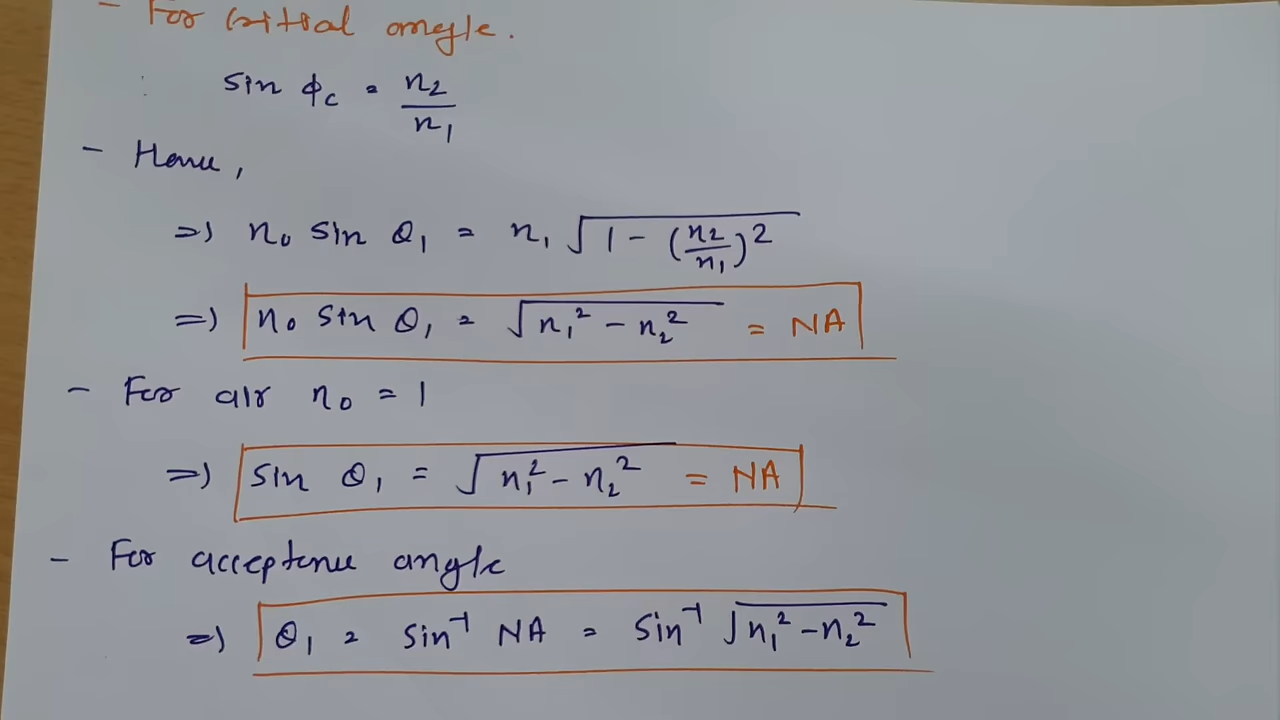 - For critical angle.
sin ϕc = n2/n1
- Hence,
=> n0 sin θ1 = n1 √(1 - (n2/n1)²)
=> n0 sin θ1 = √(n1² - n2²) = NA
- For air n0 = 1
=> sin θ1 = √(n1² - n2²) = NA
- For acceptance angle
=> θ1 = sin⁻¹ NA = sin⁻¹ √(n1² - n2²)